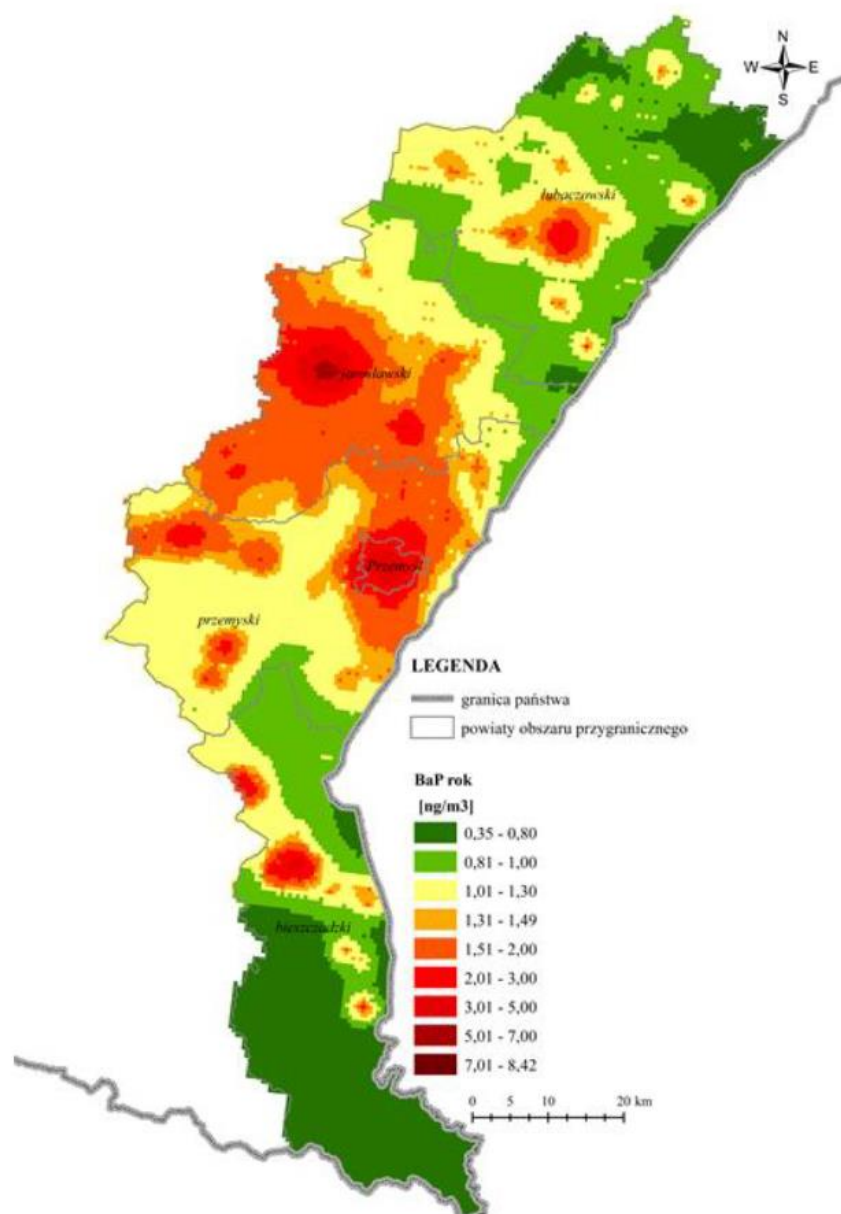 N
W E
S
lubaczowski
jarosławski
Przemyśl
przemyski
LEGENDA
granica państwa
powiaty obszaru przygranicznego
BaP rok
[ng/m3]
0,35 - 0,80
0,81 - 1,00
1,01 - 1,30
1,31 - 1,49
1,51 - 2,00
2,01 - 3,00
3,01 - 5,00
5,01 - 7,00
7,01 - 8,42
bieszczadzki
0 5 10 20 km